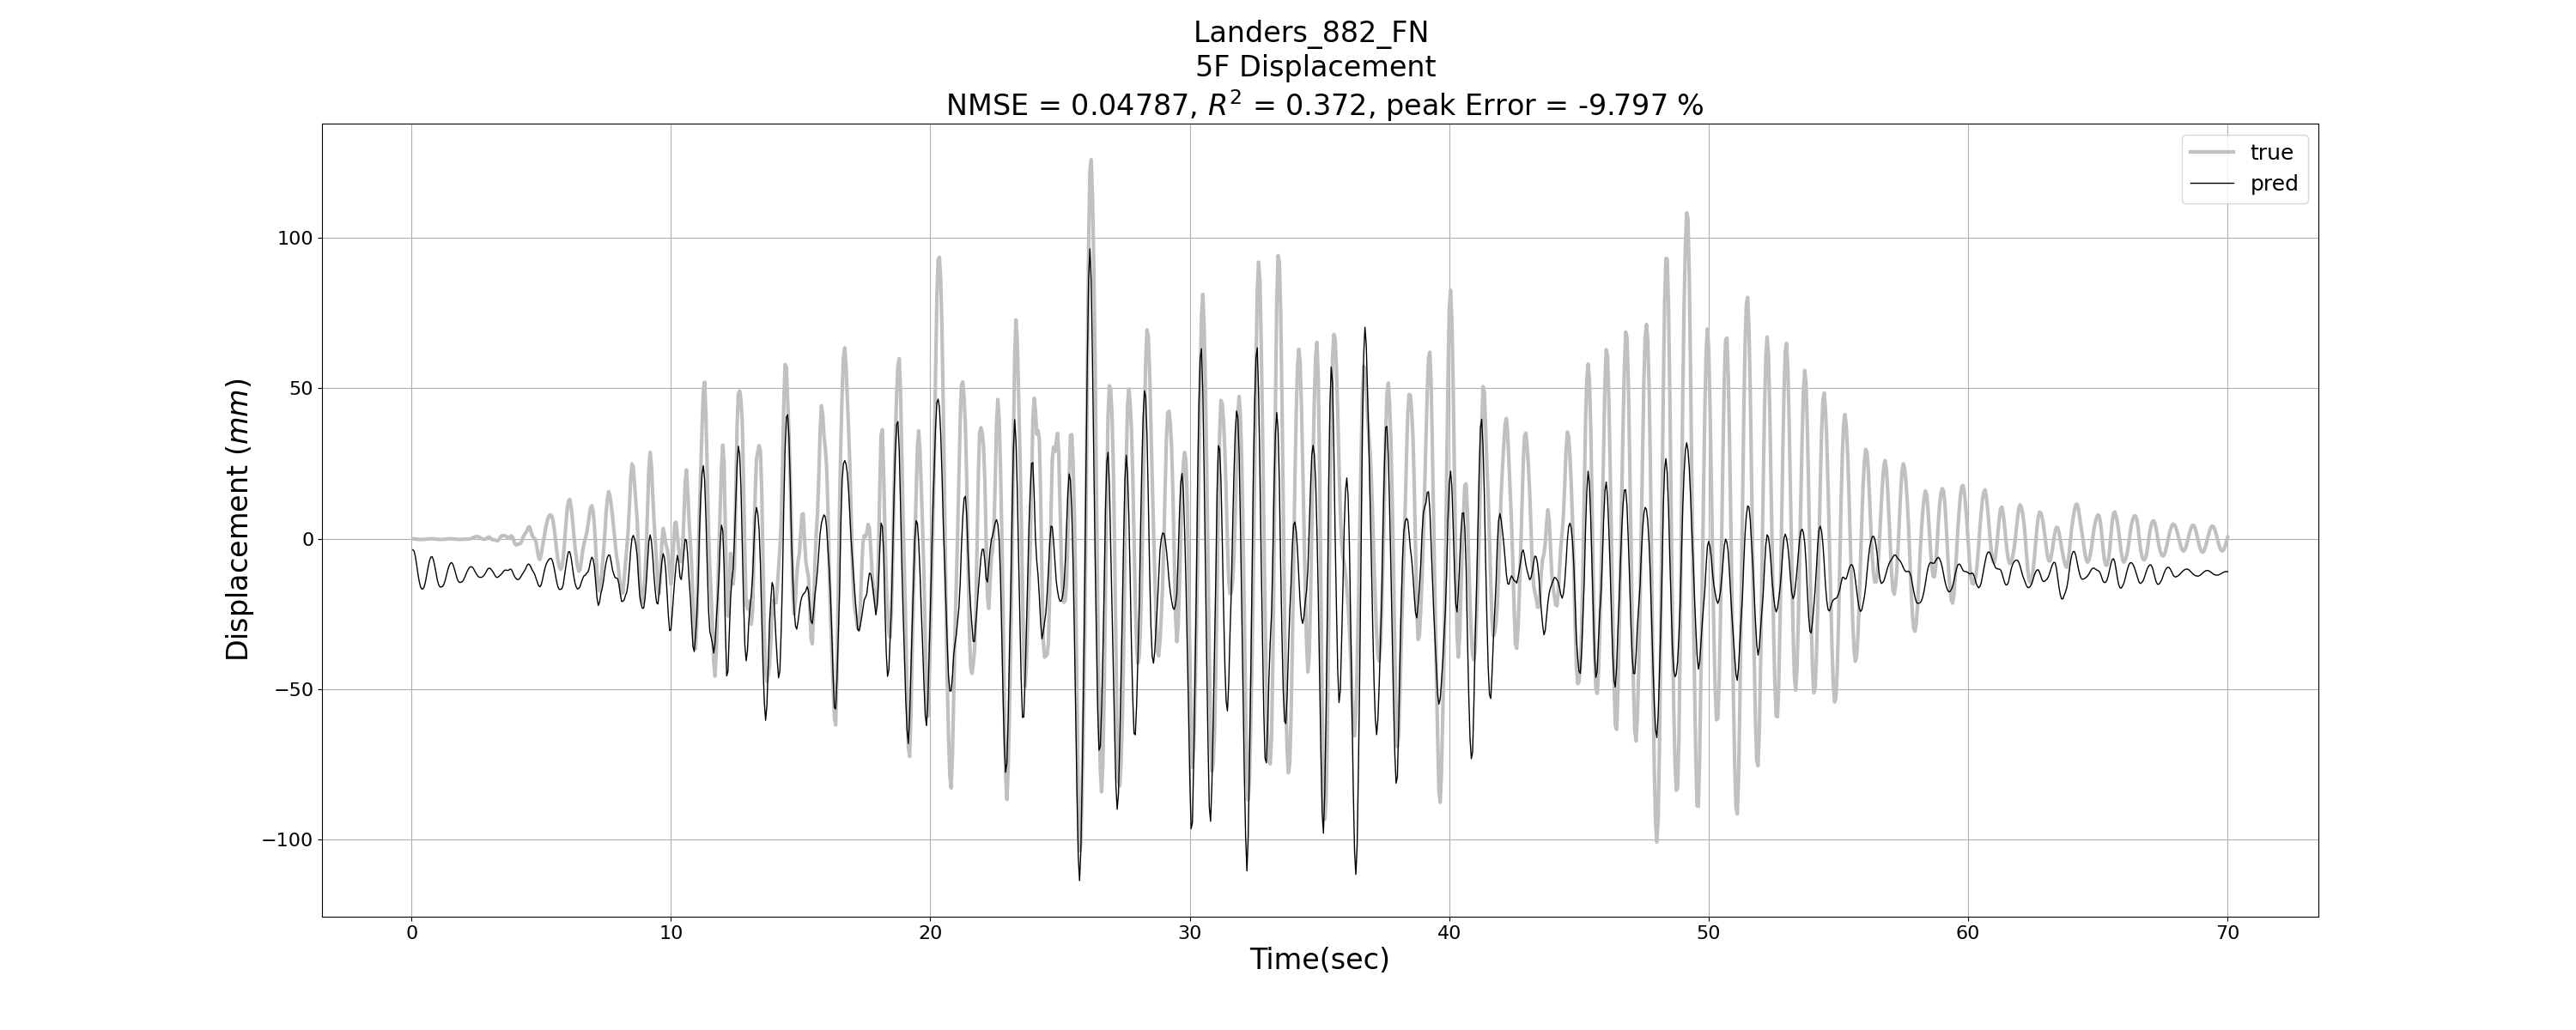 Landers_882_FN
5F Displacement
NMSE = 0.04787, R² = 0.372, peak Error = -9.797 %
true
pred
Displacement (mm)
100
50
0
−50
−100
0 10 20 30 40 50 60 70
Time(sec)